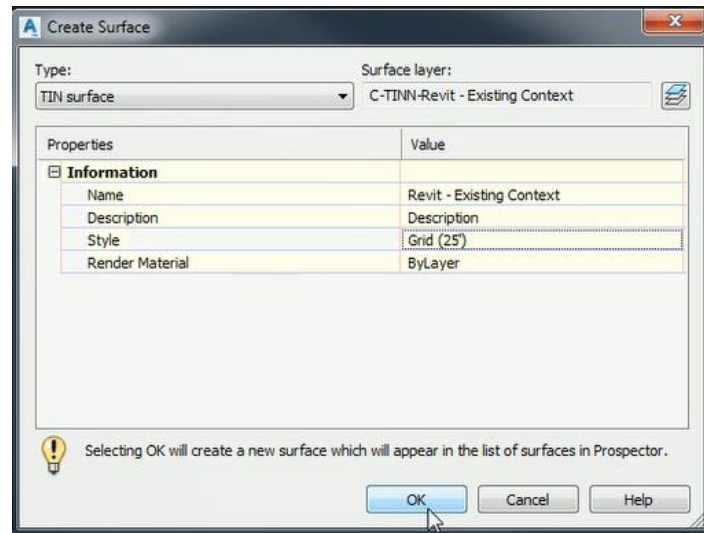 Create Surface
Type:
Surface layer:
TIN surface
C-TINN-Revit - Existing Context
Properties Value
Information
Name Revit - Existing Context
Description Description
Style Grid (25')
Render Material ByLayer
Selecting OK will create a new surface which will appear in the list of surfaces in Prospector.
OK Cancel Help